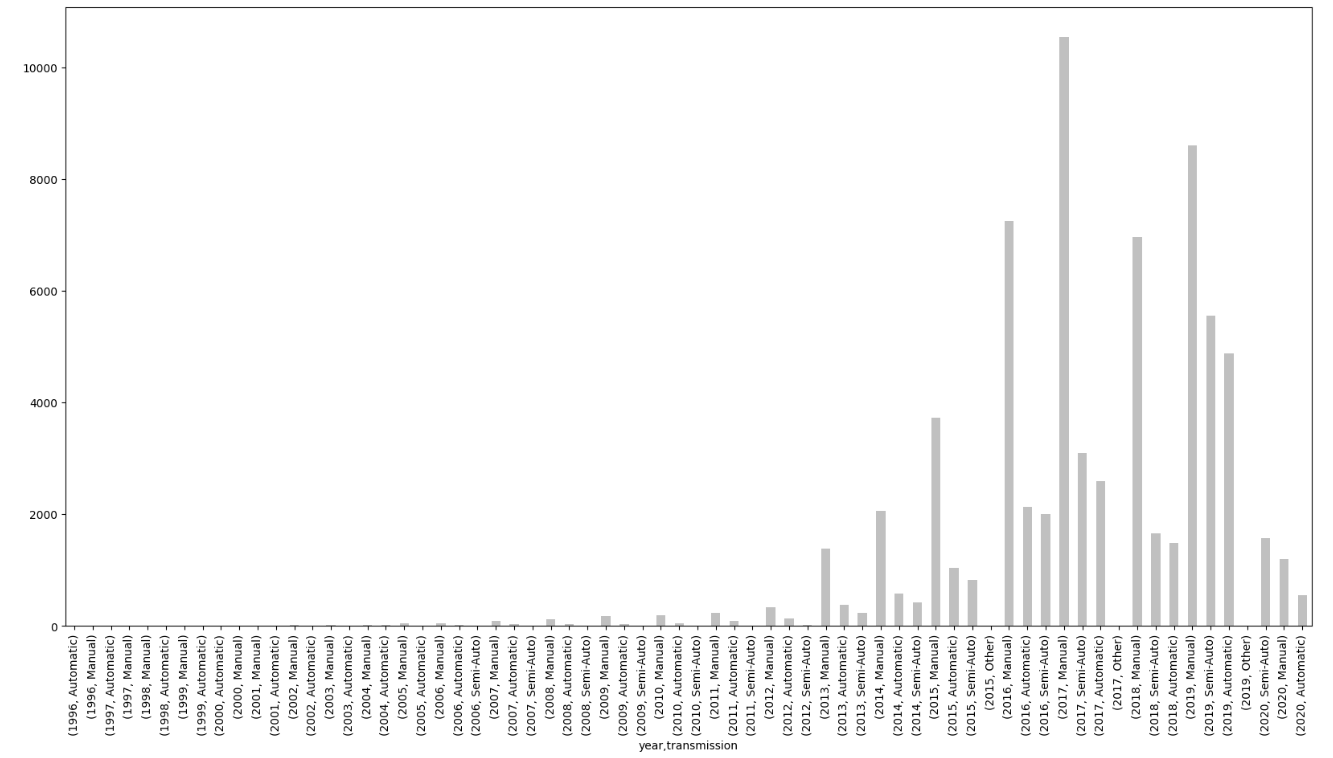 10000
8000
6000
4000
2000
0
(1996, Automatic)
(1996, Manual)
(1997, Automatic)
(1997, Manual)
(1998, Manual)
(1998, Automatic)
(1999, Manual)
(1999, Automatic)
(2000, Automatic)
(2000, Manual)
(2001, Manual)
(2001, Automatic)
(2002, Manual)
(2002, Automatic)
(2003, Manual)
(2003, Automatic)
(2004, Manual)
(2004, Automatic)
(2005, Manual)
(2005, Automatic)
(2006, Manual)
(2006, Automatic)
(2006, Semi-Auto)
(2007, Manual)
(2007, Automatic)
(2007, Semi-Auto)
(2008, Manual)
(2008, Automatic)
(2008, Semi-Auto)
(2009, Manual)
(2009, Automatic)
(2009, Semi-Auto)
(2010, Manual)
(2010, Automatic)
(2010, Semi-Auto)
(2011, Manual)
(2011, Automatic)
(2011, Semi-Auto)
(2012, Manual)
(2012, Automatic)
(2012, Semi-Auto)
(2013, Manual)
(2013, Automatic)
(2013, Semi-Auto)
(2014, Manual)
(2014, Automatic)
(2014, Semi-Auto)
(2015, Manual)
(2015, Automatic)
(2015, Semi-Auto)
(2015, Other)
(2016, Manual)
(2016, Automatic)
(2016, Semi-Auto)
(2017, Manual)
(2017, Semi-Auto)
(2017, Automatic)
(2017, Other)
(2018, Manual)
(2018, Semi-Auto)
(2018, Automatic)
(2019, Manual)
(2019, Semi-Auto)
(2019, Automatic)
(2019, Other)
(2020, Semi-Auto)
(2020, Manual)
(2020, Automatic)
year,transmission